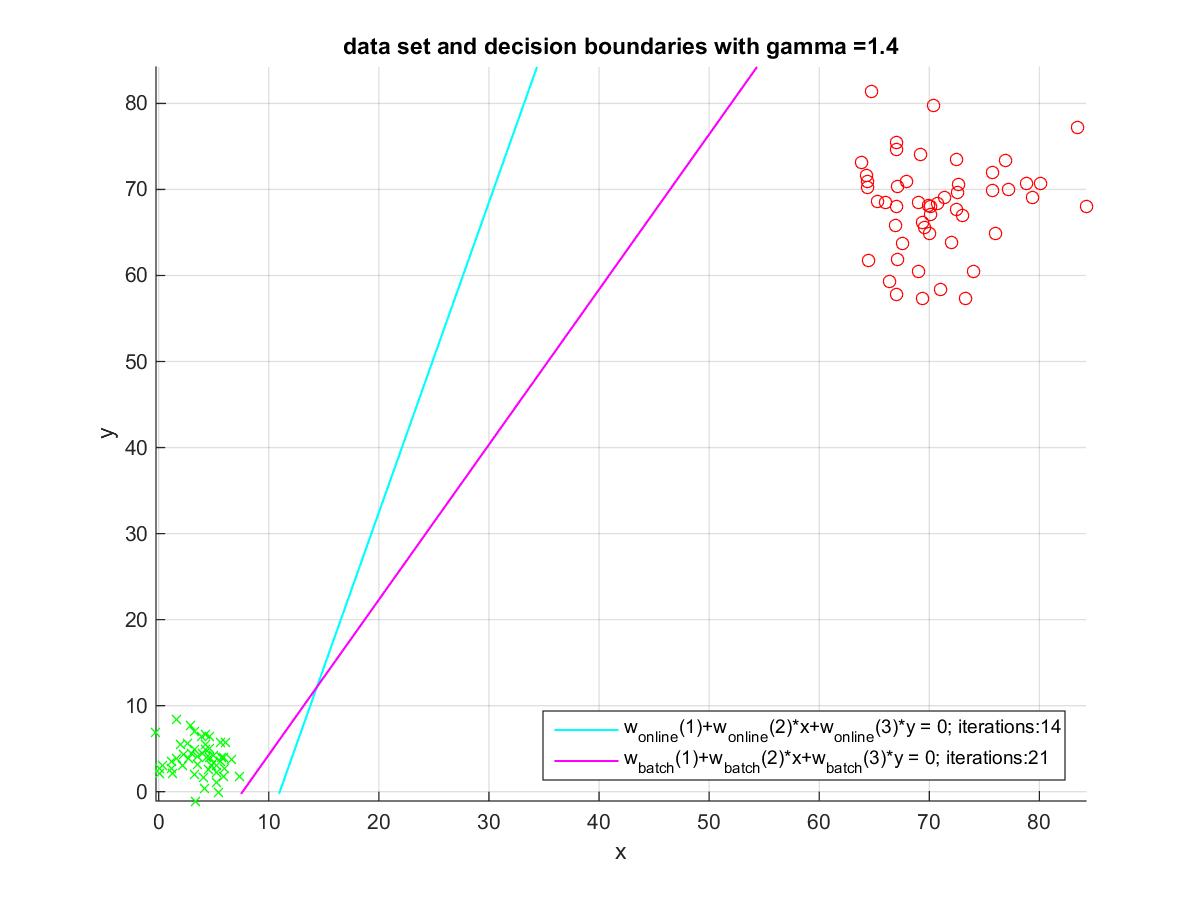 data set and decision boundaries with gamma =1.4
80
70
60
50
40
30
20
10
0
y
w_online(1)+w_online(2)*x+w_online(3)*y = 0; iterations:14
w_batch(1)+w_batch(2)*x+w_batch(3)*y = 0; iterations:21
0 10 20 30 40 50 60 70 80
x